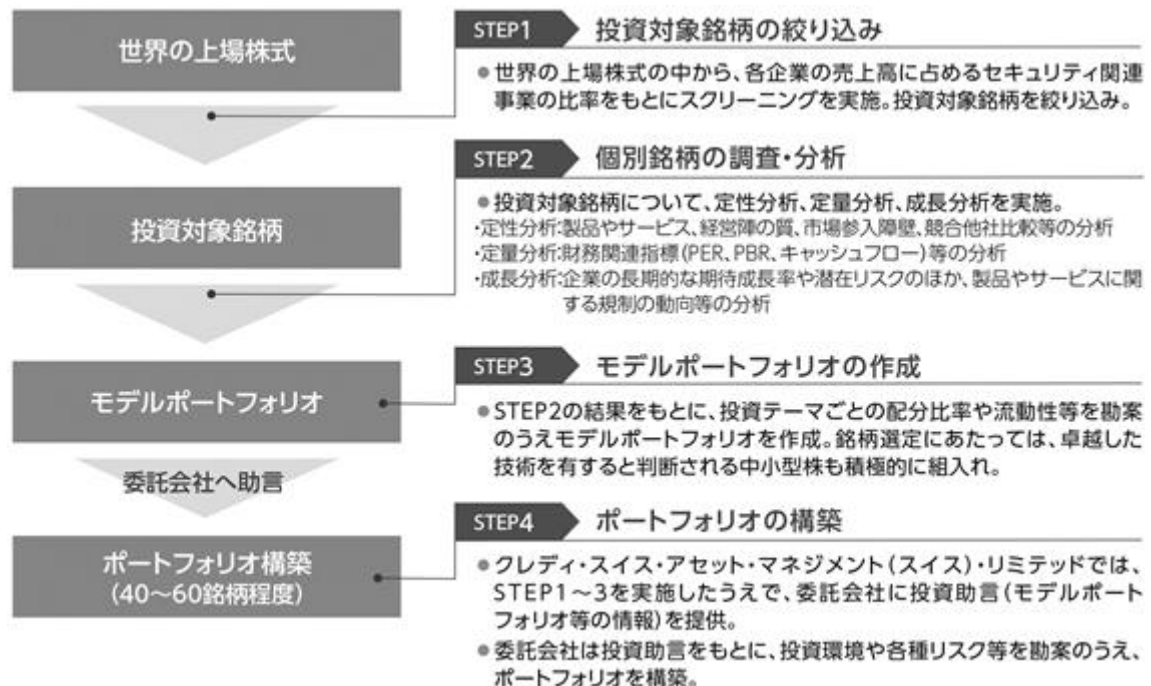 世界の上場株式
STEP1 投資対象銘柄の絞り込み
●世界の上場株式の中から、各企業の売上高に占めるセキュリティ関連
事業の比率をもとにスクリーニングを実施。投資対象銘柄を絞り込み。
投資対象銘柄
STEP2 個別銘柄の調査・分析
●投資対象銘柄について、定性分析、定量分析、成長分析を実施。
・定性分析:製品やサービス、経営陣の質、市場参入障壁、競合他社比較等の分析
・定量分析:財務関連指標(PER、PBR、キャッシュフロー)等の分析
・成長分析:企業の長期的な期待成長率や潜在リスクのほか、製品やサービスに関
する規制の動向等の分析
モデルポートフォリオ
STEP3 モデルポートフォリオの作成
●STEP2の結果をもとに、投資テーマごとの配分比率や流動性等を勘案
のうえモデルポートフォリオを作成。銘柄選定にあたっては、卓越した
技術を有すると判断される中小型株も積極的に組入れ。
委託会社へ助言
ポートフォリオ構築
(40～60銘柄程度)
STEP4 ポートフォリオの構築
●クレディ・スイス・アセット・マネジメント(スイス)・リミテッドでは、
STEP1～3を実施したうえで、委託会社に投資助言(モデルポート
フォリオ等の情報)を提供。
●委託会社は投資助言をもとに、投資環境や各種リスク等を勘案のうえ、
ポートフォリオを構築。